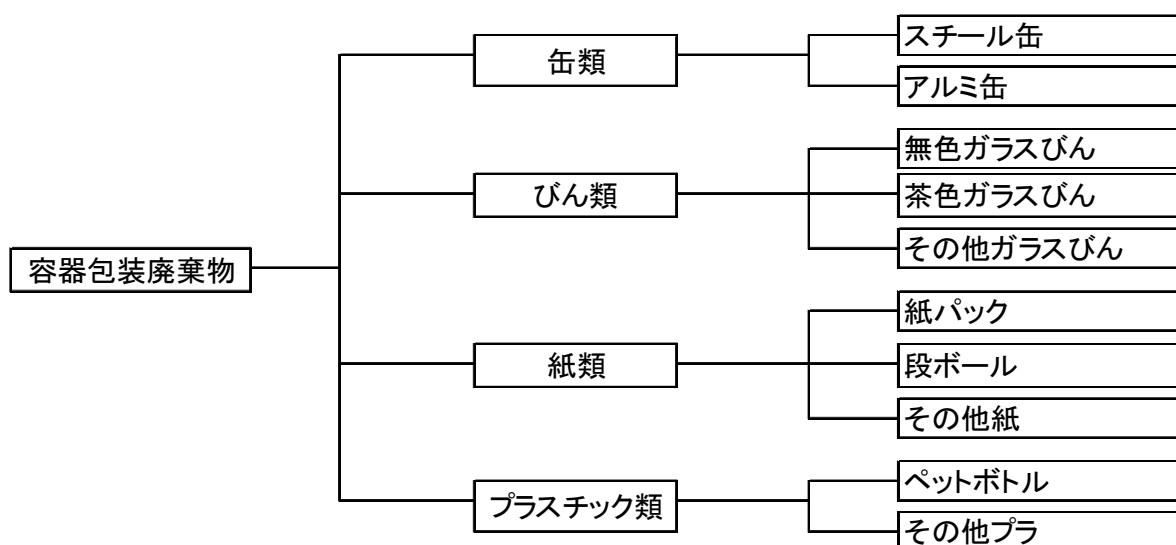 容器包装廃棄物
缶類
スチール缶
アルミ缶
びん類
無色ガラスびん
茶色ガラスびん
その他ガラスびん
紙類
紙パック
段ボール
その他紙
プラスチック類
ペットボトル
その他プラ